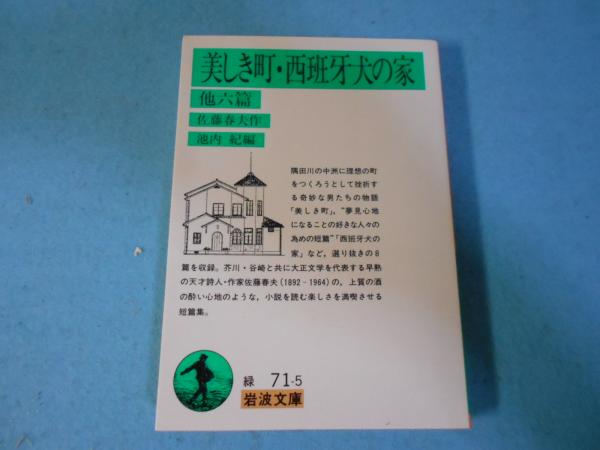 美しき町・西班牙犬の家
他六篇
佐藤春夫作
池内 紀編
隅田川の中洲に理想の町
をつくろうとして挫折す
る奇妙な男たちの物語
「美しき町」、“夢見心地
になることの好きな人々の
為めの短篇”「西班牙犬の
家」など、選り抜きの8
篇を収録。芥川・谷崎と共に大正文学を代表する早熟
の天才詩人・作家佐藤春夫(1892-1964)の、上質の酒
の酔い心地のような、小説を読む楽しさを満喫させる
短篇集。
緑 71-5
岩波文庫